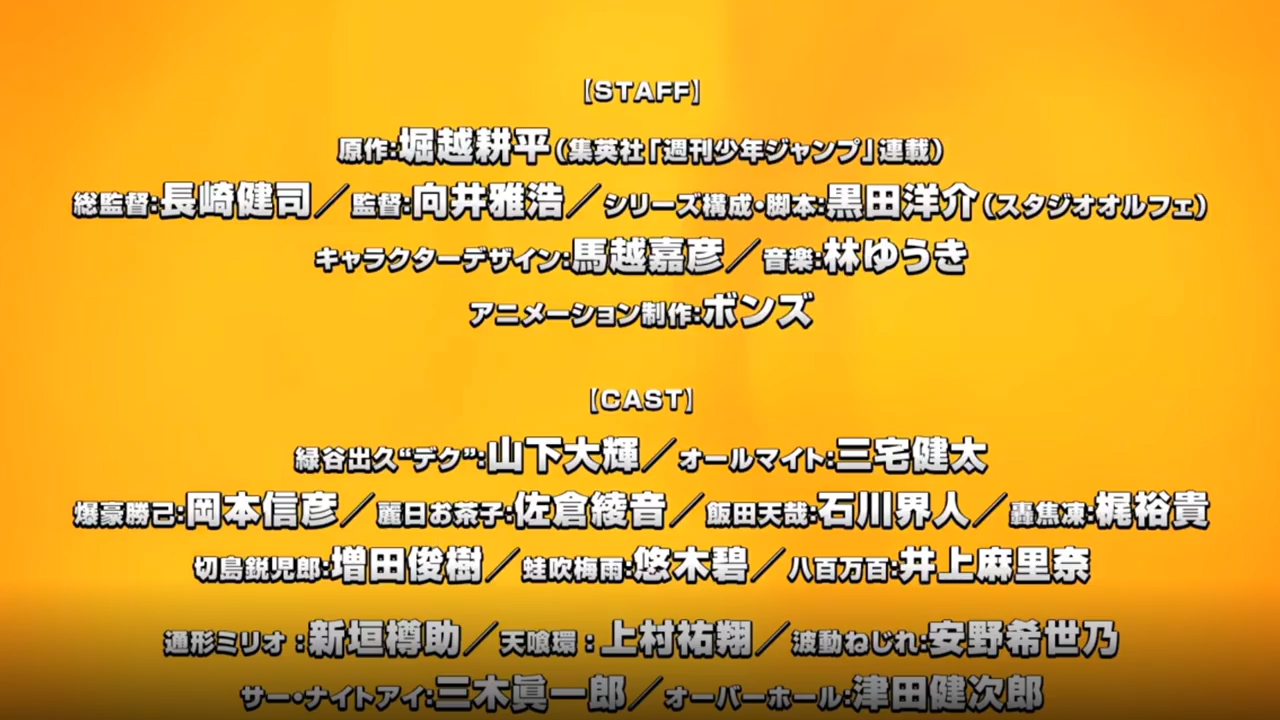 【STAFF】
原作:堀越耕平(集英社「週刊少年ジャンプ」連載)
総監督:長崎健司/監督:向井雅浩/シリーズ構成・脚本:黒田洋介(スタジオオルフェ)
キャラクターデザイン:馬越嘉彦/音楽:林ゆうき
アニメーション制作:ボンズ
【CAST】
緑谷出久“デク”:山下大輝/オールマイト:三宅健太
爆豪勝己:岡本信彦/麗日お茶子:佐倉綾音/飯田天哉:石川界人/轟焦凍:梶裕貴
切島鋭児郎:増田俊樹/蛙吹梅雨:悠木碧/八百万百:井上麻里奈
通形ミリオ:新垣樽助/天喰環:上村祐翔/波動ねじれ:安野希世乃
サー・ナイトアイ:三木眞一郎/オーバーホール:津田健次郎